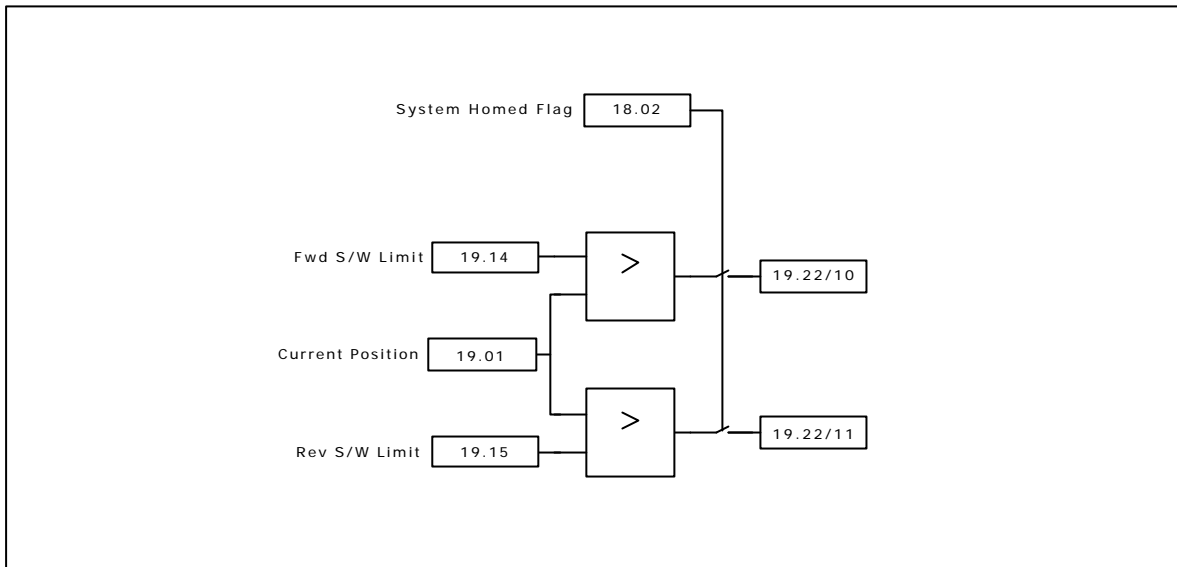 System Homed Flag 18.02
Fwd S/W Limit 19.14
>
19.22/10
Current Position 19.01
>
19.22/11
Rev S/W Limit 19.15